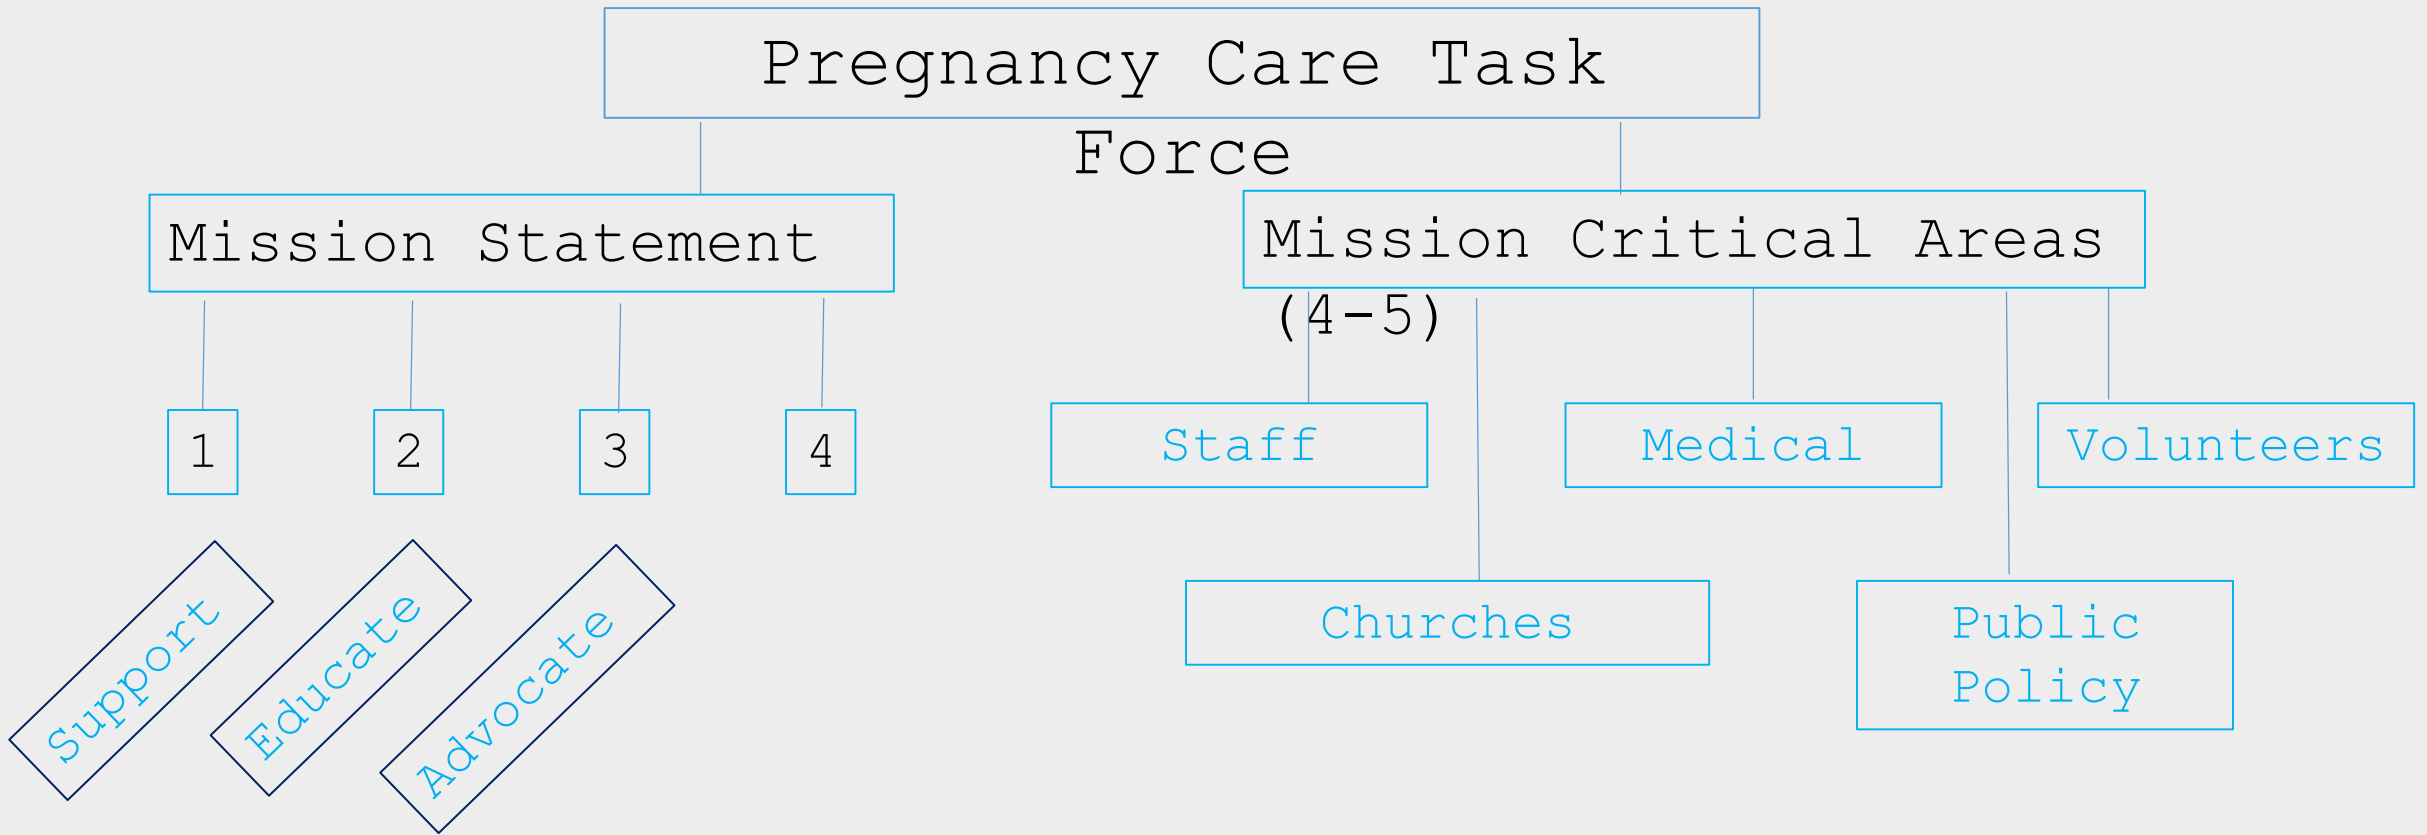 Pregnancy Care Task
Force
Mission Statement
Mission Critical Areas
(4-5)
1
2
3
4
Staff
Medical
Volunteers
Support
Educate
Advocate
Churches
Public
Policy